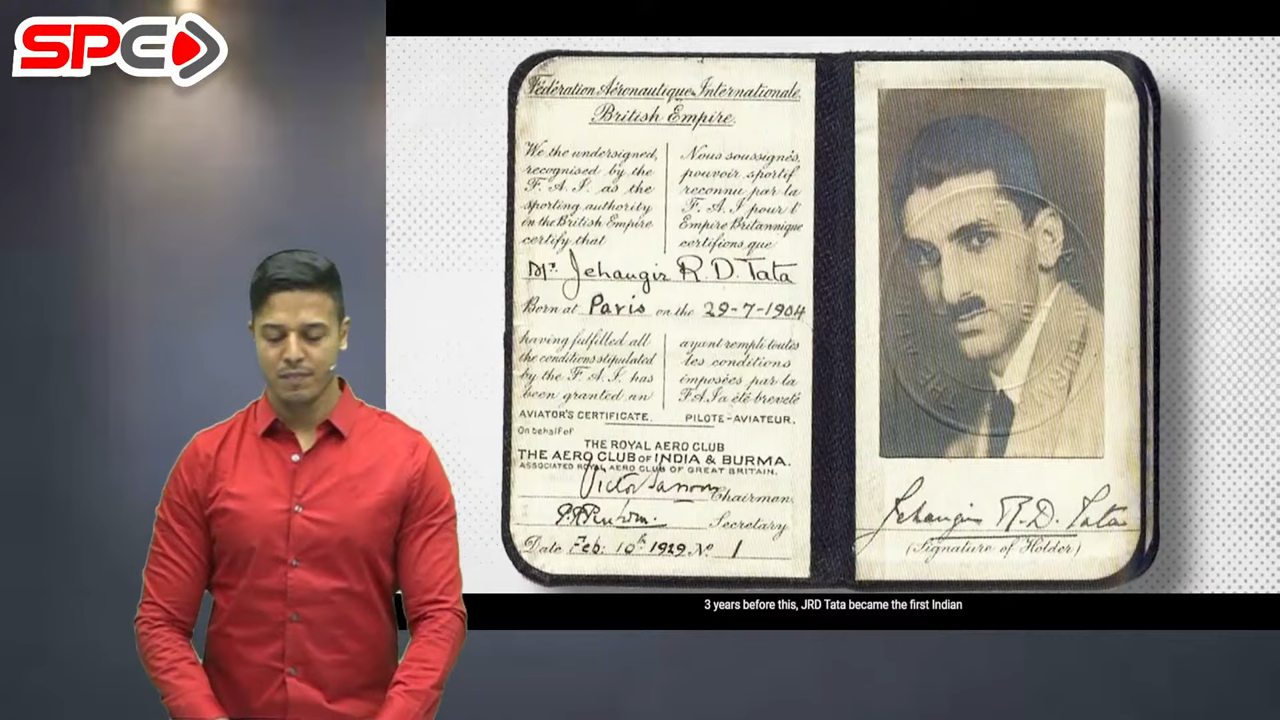 SPED
Fédération Aéronautique Internationale
British Empire.
We the undersigned,
recognised by the
F. A. I. as the
sporting authority
in the British Empire
certify that
Nous soussignés,
pouvoir sportif
reconnu par la
F. A. I pour l'
Empire Britannique
certifions que
Mr. Jehangir R. D. Tata
Born at Paris on the 29-7-1904
having fulfilled all
the conditions stipulated
by the F. A. I. has
been granted an
AVIATOR'S CERTIFICATE.
ayant rempli toutes
les conditions
imposées par la
F.A.I a été breveté
PILOTE-AVIATEUR.
On behalf of
THE ROYAL AERO CLUB
THE AERO CLUB OF INDIA & BURMA.
ASSOCIATED ROYAL AERO CLUB OF GREAT BRITAIN.
Victor Sassoon Chairman.
Secretary
Date Feb: 10th 1929 No. 1
Jehangir R. D. Tata
(Signature of Holder)
3 years before this, JRD Tata became the first Indian